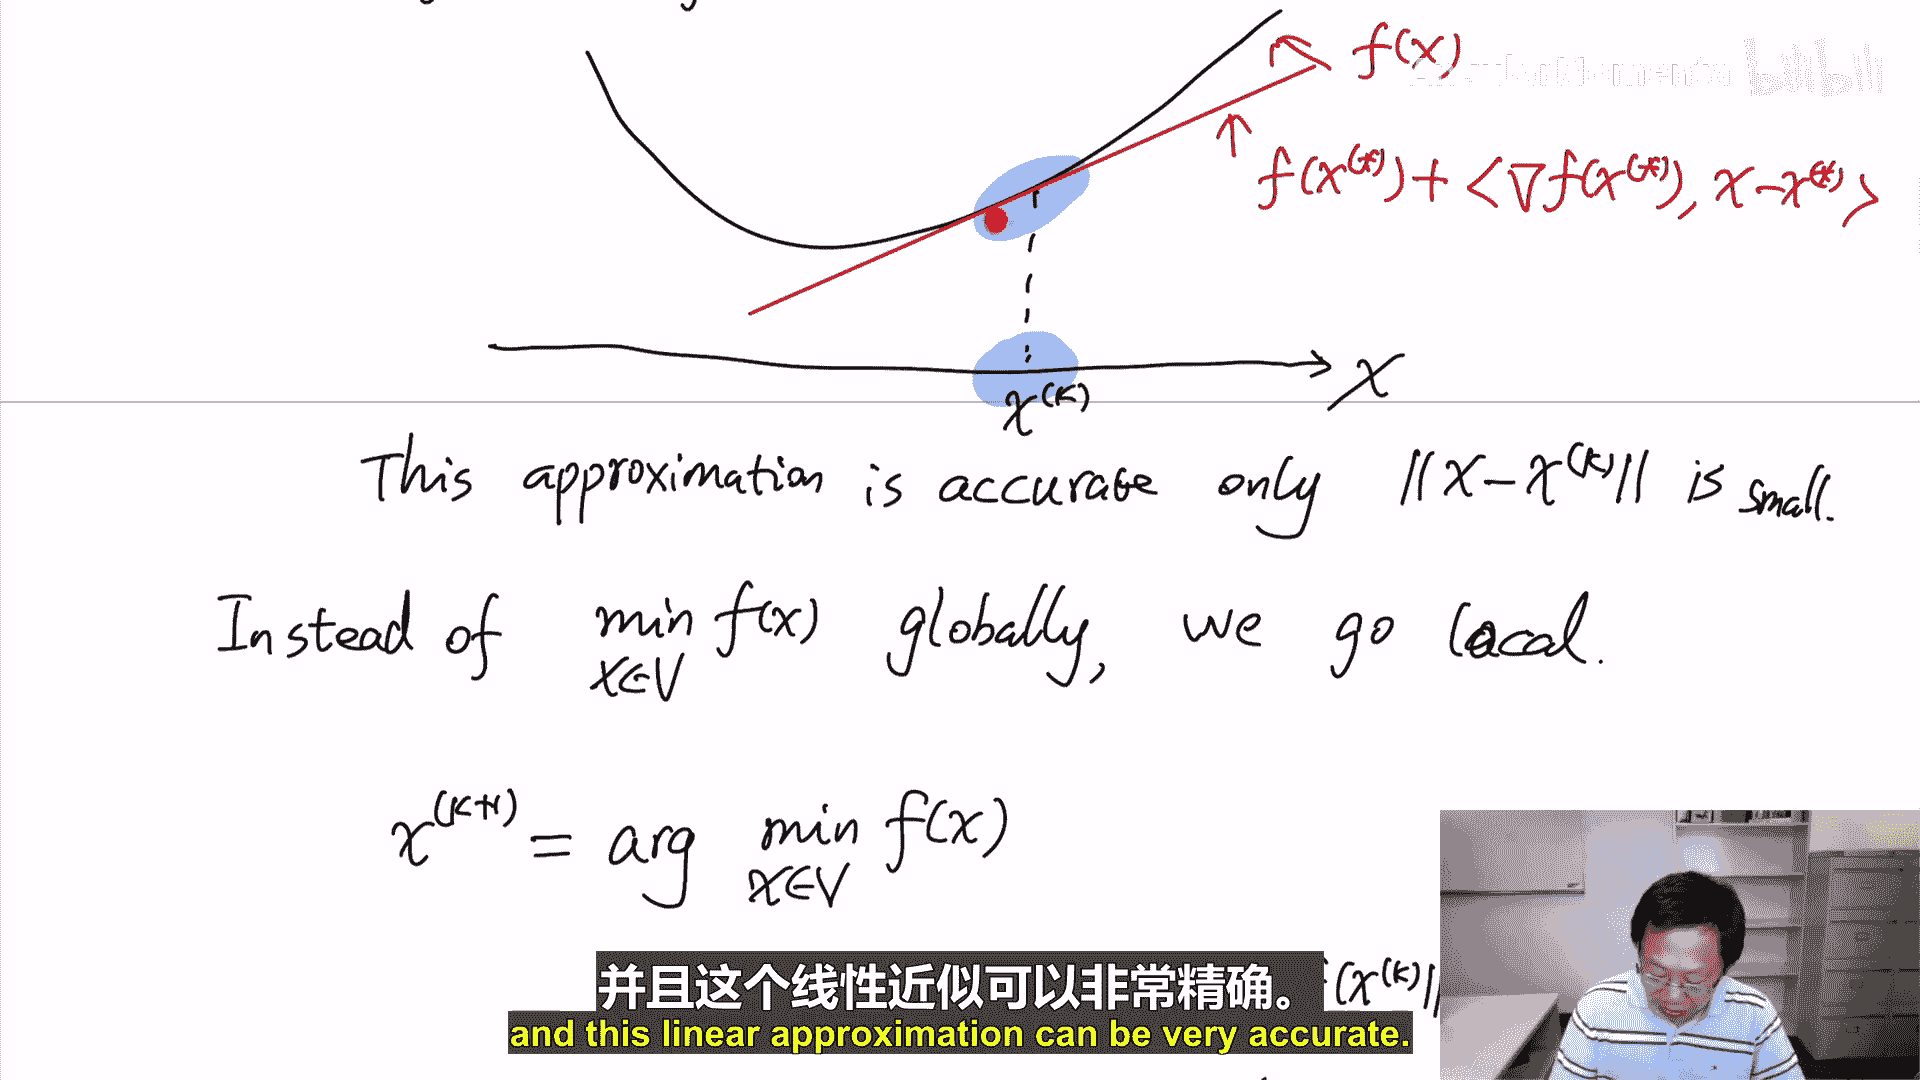 f(x)
bilibili
f(x^(k)) + <∇f(x^(k)), x-x^(k)>
x
x^(k)
This approximation is accurate only ||x-x^(k)|| is small.
Instead of min f(x) globally, we go local.
x∈V
x^(k+1) = arg min f(x)
x∈V
(x^(k)||
并且这个线性近似可以非常精确。
and this linear approximation can be very accurate.